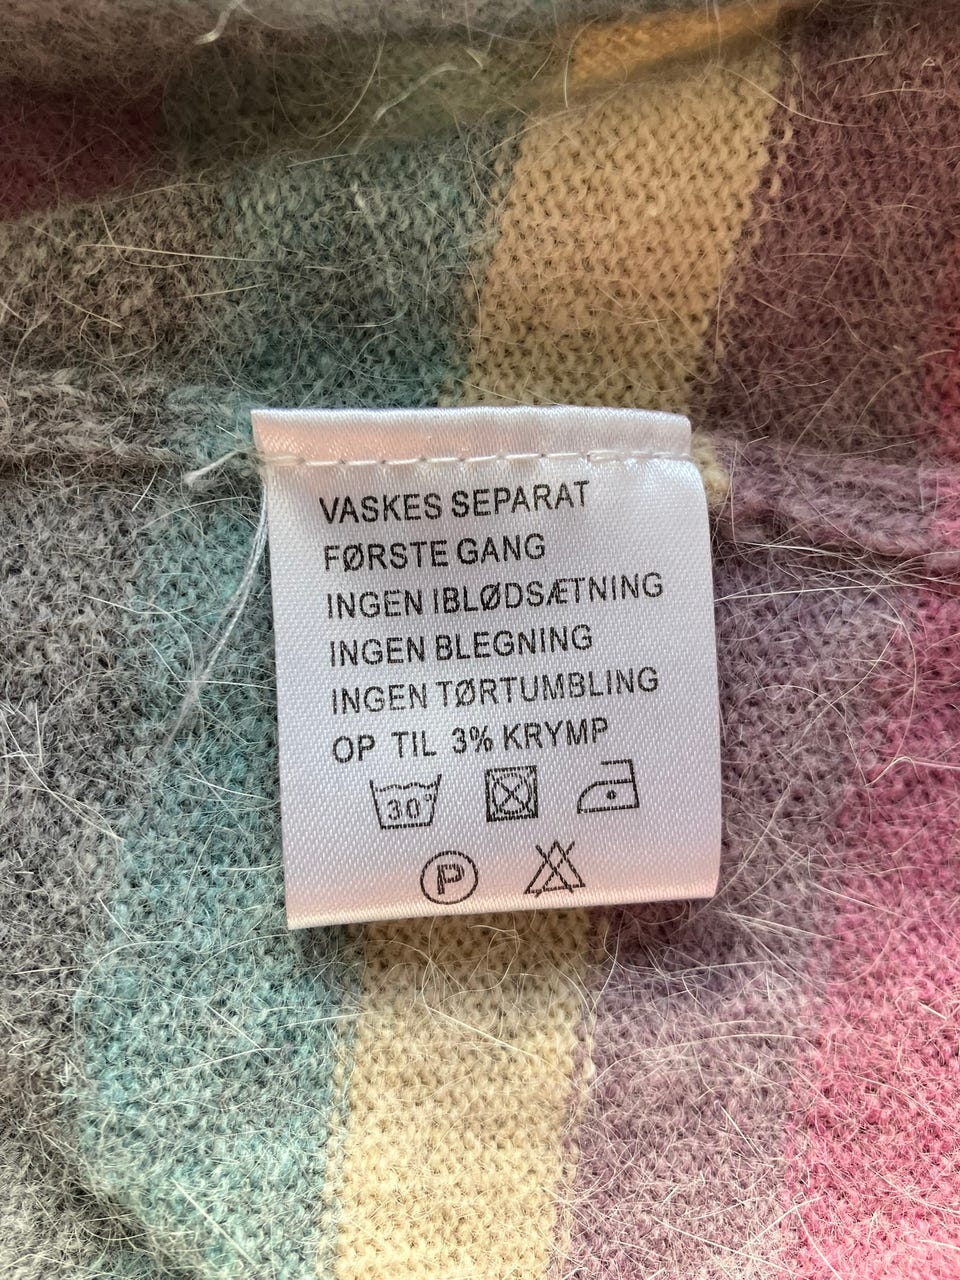 VASKES SEPARAT
FØRSTE GANG
INGEN IBLØDSÆTNING
INGEN BLEGNING
INGEN TØRTUMBLING
OP TIL 3% KRYMP
30°
P